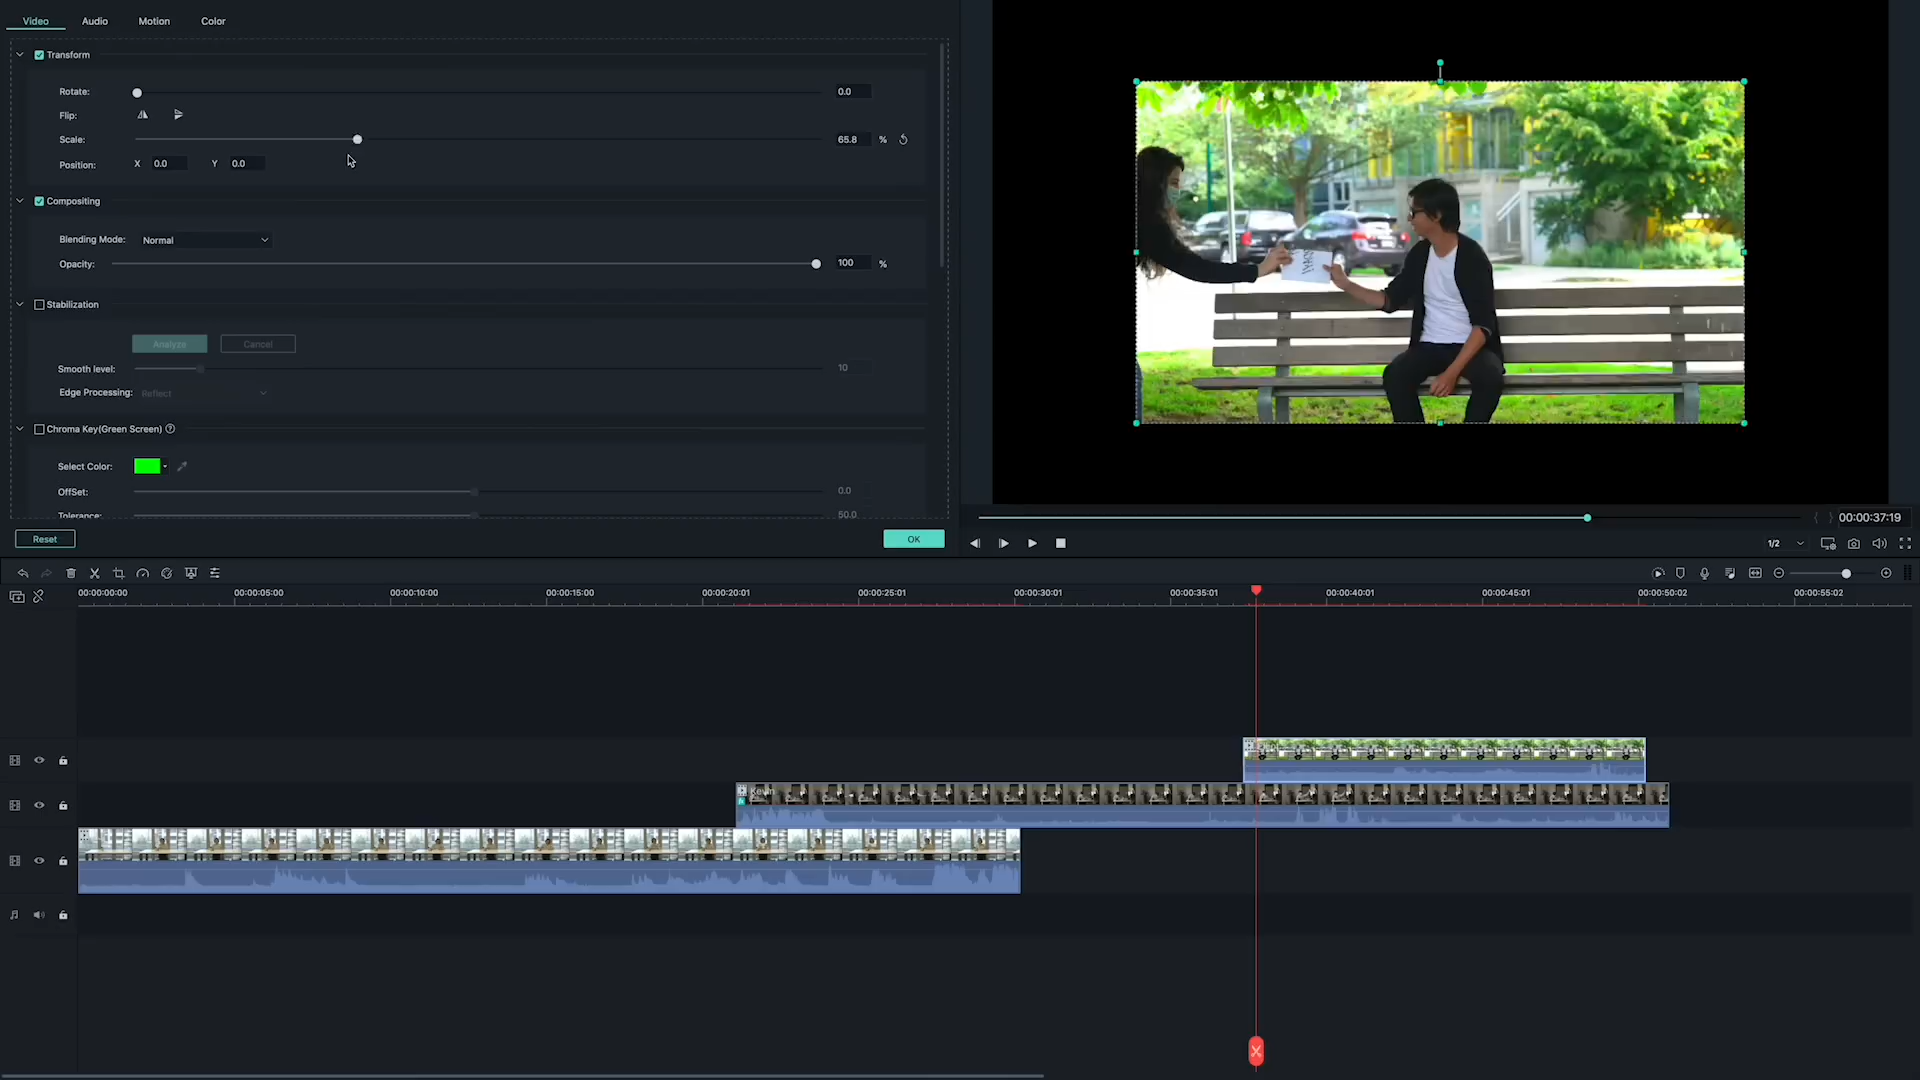 Video Audio Motion Color
Transform
Rotate: 0.0
Flip:
Scale: 65.8 %
Position: X 0.0 Y 0.0
Compositing
Blending Mode: Normal
Opacity: 100 %
Stabilization
Analyze Cancel
Smooth level: 10
Edge Processing: Reflect
Chroma Key(Green Screen)
Select Color:
OffSet: 0.0
Tolerance: 50.0
Reset OK
00:00:37:19
1/2
00:00:00:00 00:00:05:00 00:00:10:00 00:00:15:00 00:00:20:01 00:00:25:01 00:00:30:01 00:00:35:01 00:00:40:01 00:00:45:01 00:00:50:02 00:00:55:02
Kevin